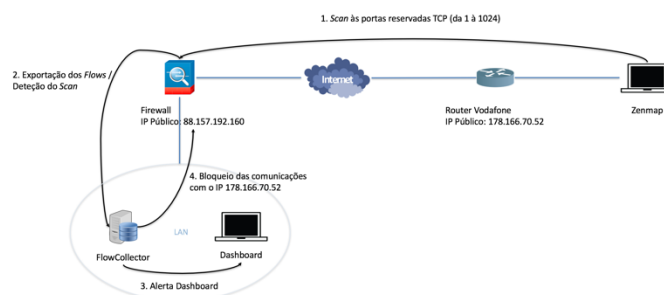 1. Scan às portas reservadas TCP (da 1 à 1024)
2. Exportação dos Flows /
Deteção do Scan
Internet
Firewall
IP Público: 88.157.192.160
Router Vodafone
IP Público: 178.166.70.52
Zenmap
4. Bloqueio das comunicações
com o IP 178.166.70.52
LAN
FlowCollector
Dashboard
3. Alerta Dashboard